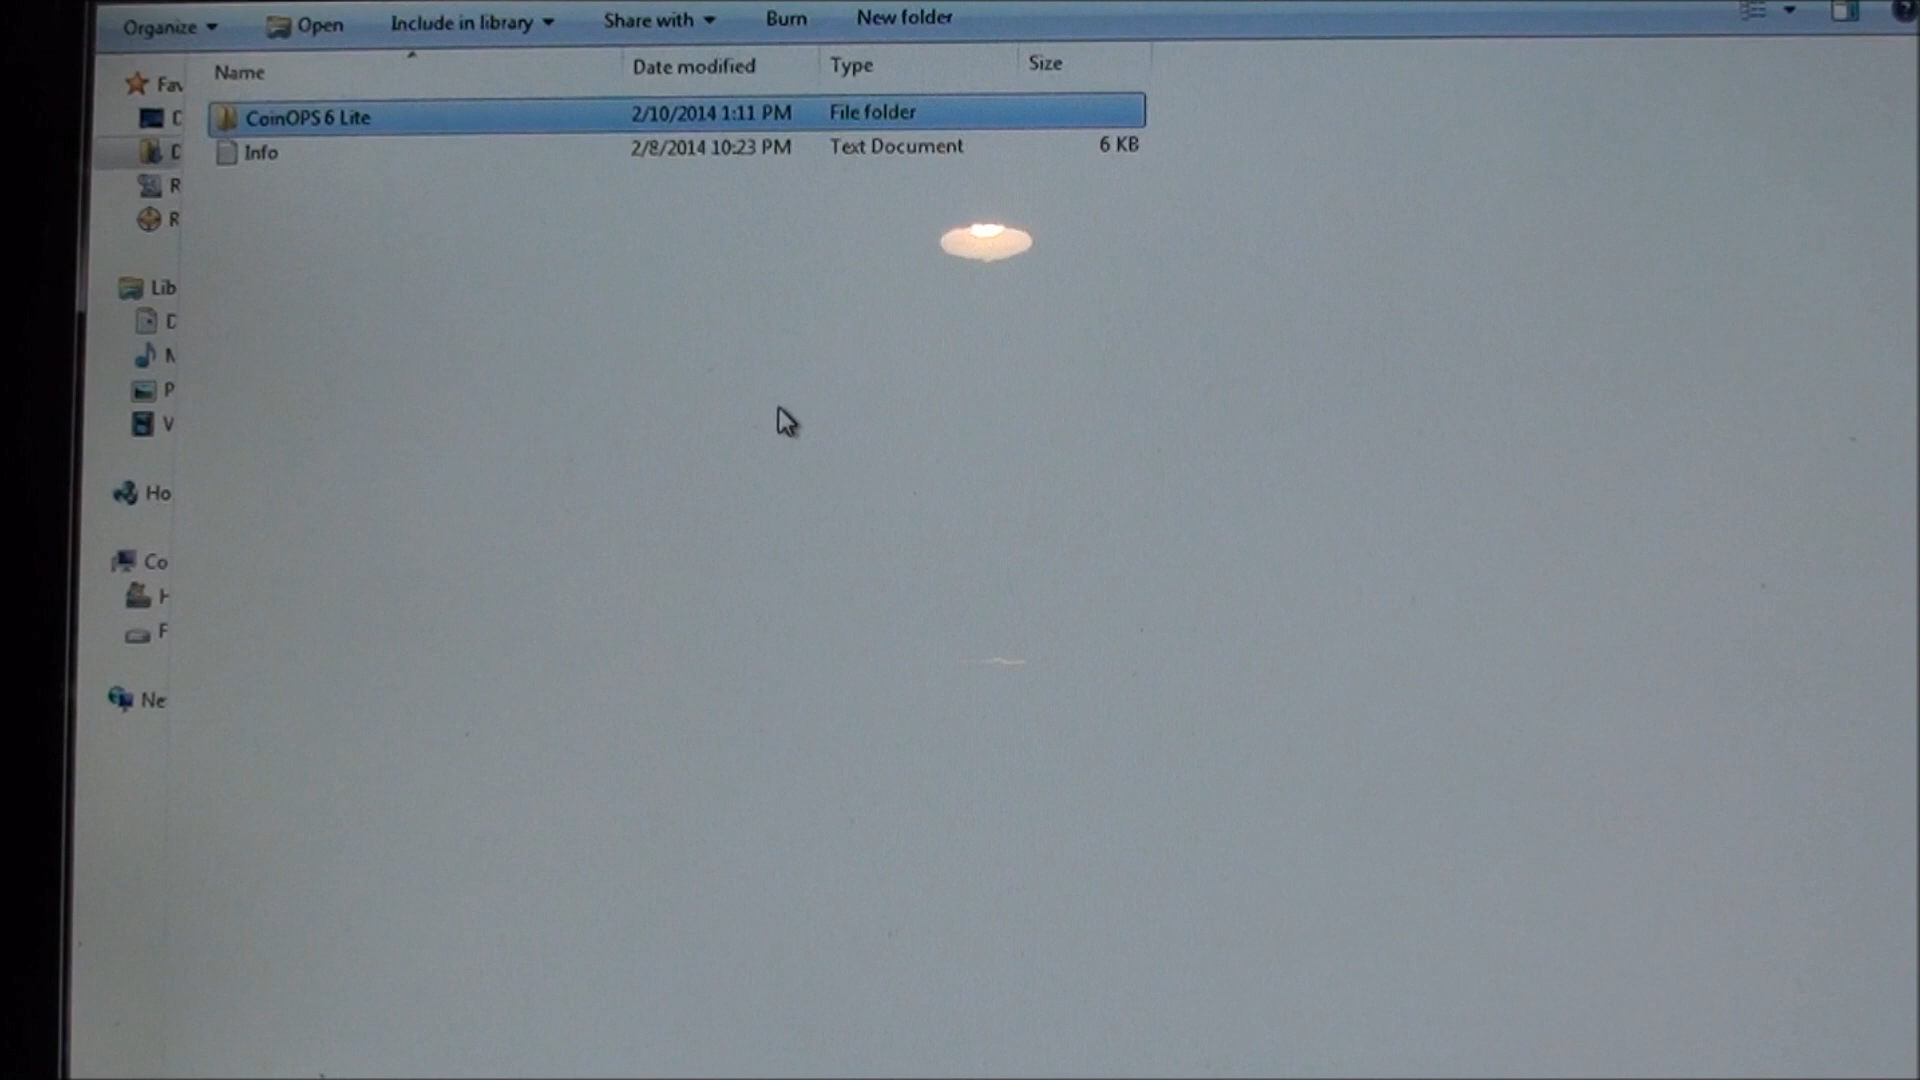 Organize Open Include in library Share with Burn New folder
Name Date modified Type Size
CoinOPS 6 Lite 2/10/2014 1:11 PM File folder
Info 2/8/2014 10:23 PM Text Document 6 KB
Fav
D
D
R
R
Lib
D
M
P
V
Ho
Co
H
F
Ne